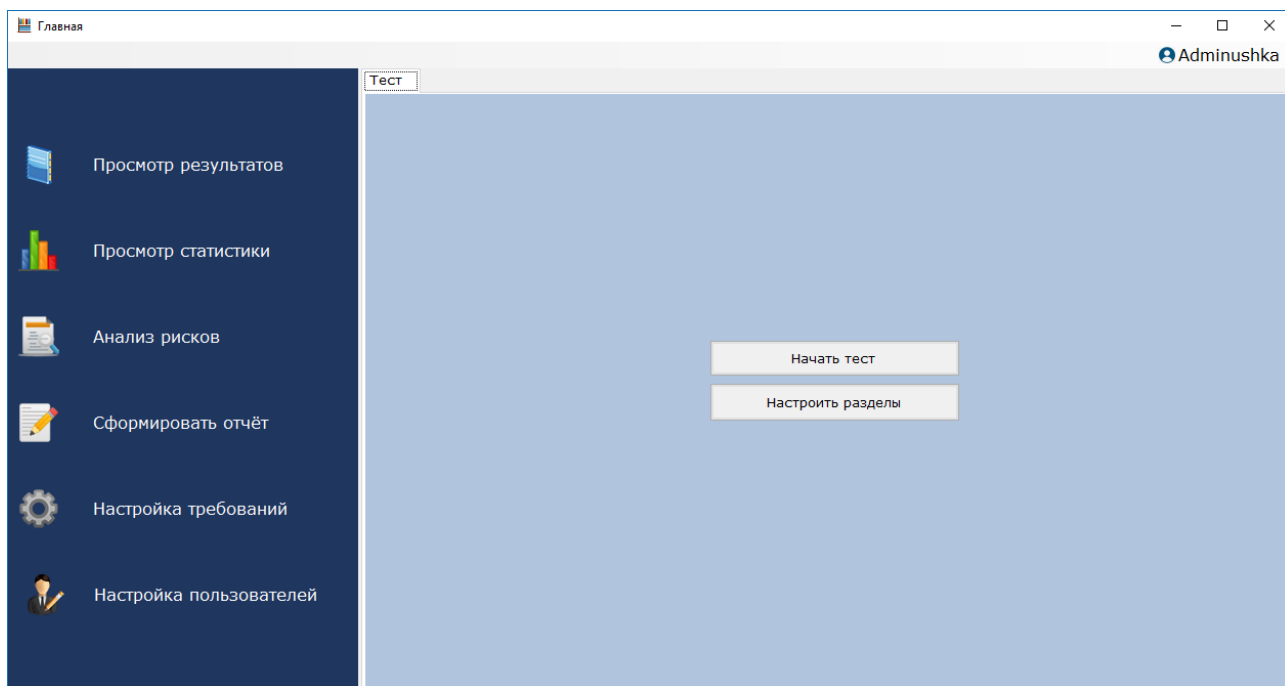 Главная
Adminushka
Тест
Просмотр результатов
Просмотр статистики
Анализ рисков
Сформировать отчёт
Настройка требований
Настройка пользователей
Начать тест
Настроить разделы